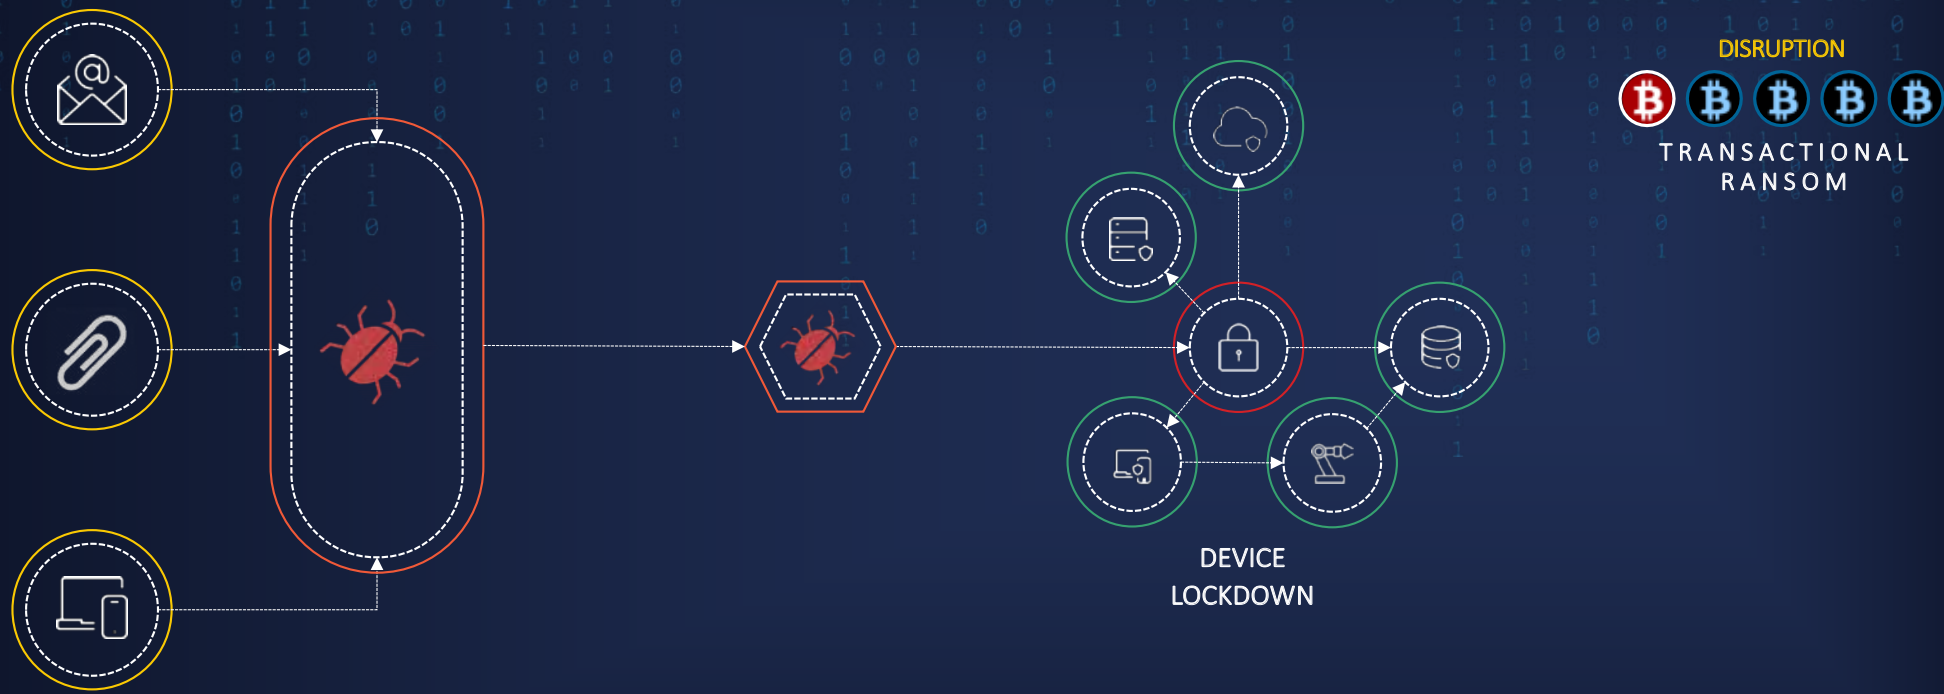 DISRUPTION
TRANSACTIONAL
RANSOM
DEVICE
LOCKDOWN